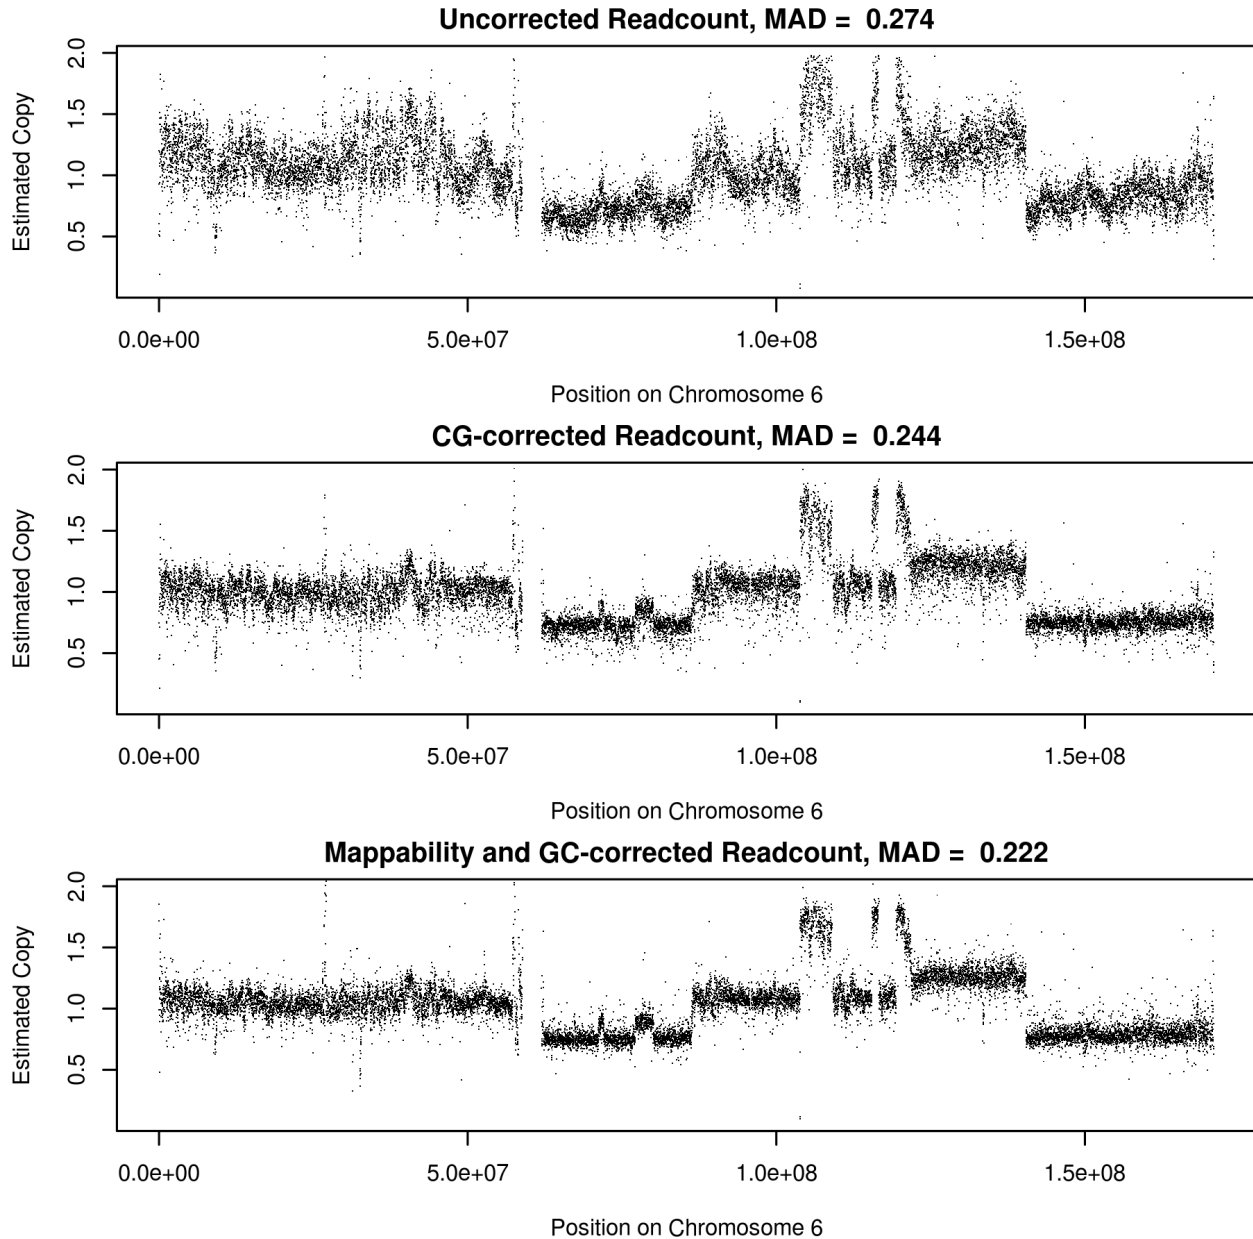 Uncorrected Readcount, MAD =  0.274
Estimated Copy
2.0
1.5
1.0
0.5
0.0e+00 5.0e+07 1.0e+08 1.5e+08
Position on Chromosome 6
CG-corrected Readcount, MAD =  0.244
Estimated Copy
2.0
1.5
1.0
0.5
0.0e+00 5.0e+07 1.0e+08 1.5e+08
Position on Chromosome 6
Mappability and GC-corrected Readcount, MAD =  0.222
Estimated Copy
2.0
1.5
1.0
0.5
0.0e+00 5.0e+07 1.0e+08 1.5e+08
Position on Chromosome 6